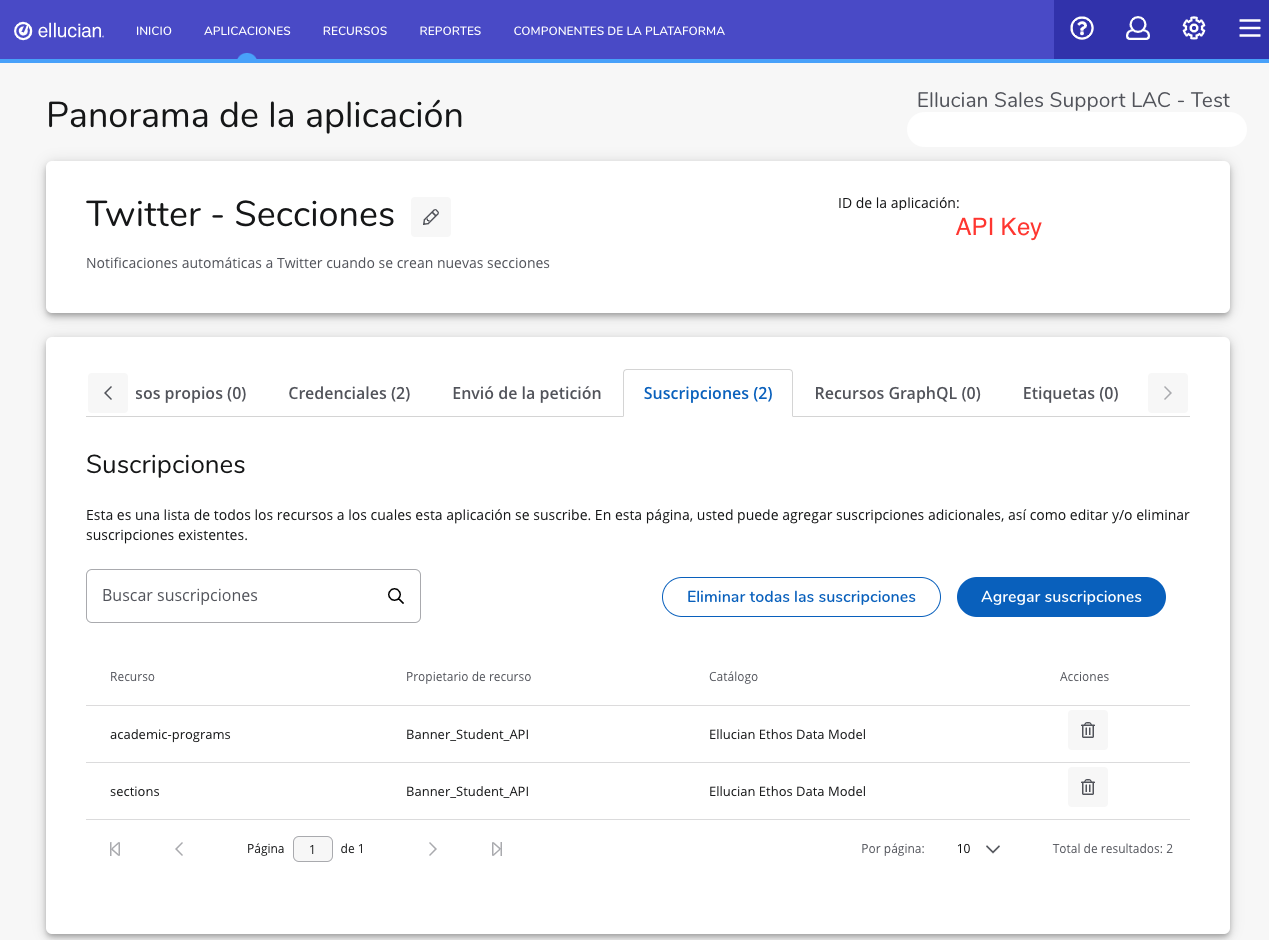 ellucian.
INICIO
APLICACIONES
RECURSOS
REPORTES
COMPONENTES DE LA PLATAFORMA
Panorama de la aplicación
Ellucian Sales Support LAC - Test
Twitter - Secciones
ID de la aplicación:
API Key
Notificaciones automáticas a Twitter cuando se crean nuevas secciones
sos propios (0)
Credenciales (2)
Envió de la petición
Suscripciones (2)
Recursos GraphQL (0)
Etiquetas (0)
Suscripciones
Esta es una lista de todos los recursos a los cuales esta aplicación se suscribe. En esta página, usted puede agregar suscripciones adicionales, así como editar y/o eliminar
suscripciones existentes.
Buscar suscripciones
Eliminar todas las suscripciones
Agregar suscripciones
Recurso Propietario de recurso Catálogo Acciones
academic-programs Banner_Student_API Ellucian Ethos Data Model
sections Banner_Student_API Ellucian Ethos Data Model
Página 1 de 1
Por página: 10
Total de resultados: 2